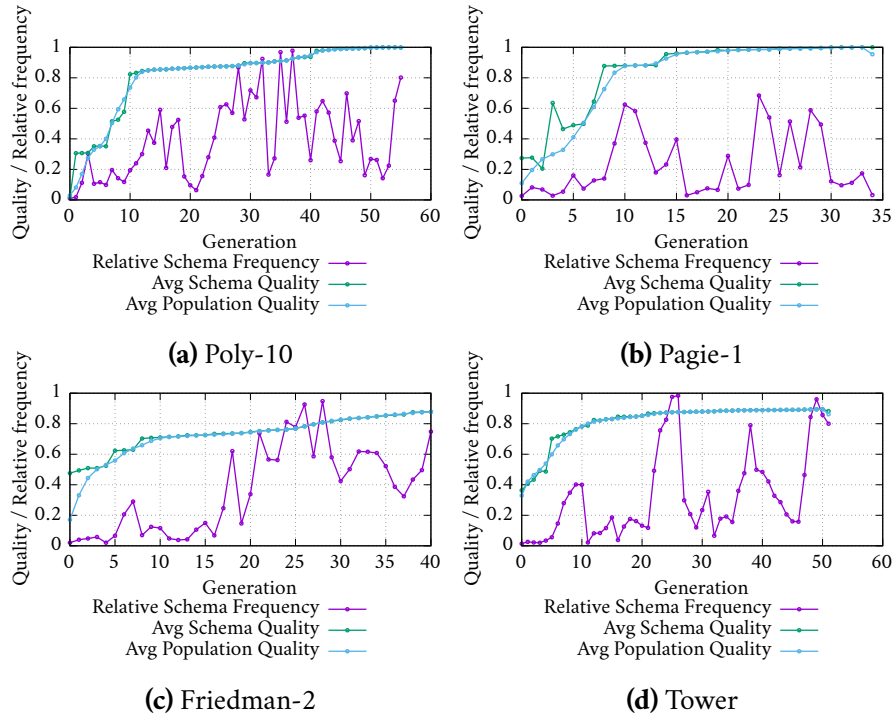 Quality / Relative frequency
1
0.8
0.6
0.4
0.2
0
0 10 20 30 40 50 60
Generation
Relative Schema Frequency
Avg Schema Quality
Avg Population Quality
(a) Poly-10
Quality / Relative frequency
1
0.8
0.6
0.4
0.2
0
0 5 10 15 20 25 30 35
Generation
Relative Schema Frequency
Avg Schema Quality
Avg Population Quality
(b) Pagie-1
Quality / Relative frequency
1
0.8
0.6
0.4
0.2
0
0 5 10 15 20 25 30 35 40
Generation
Relative Schema Frequency
Avg Schema Quality
Avg Population Quality
(c) Friedman-2
Quality / Relative frequency
1
0.8
0.6
0.4
0.2
0
0 10 20 30 40 50 60
Generation
Relative Schema Frequency
Avg Schema Quality
Avg Population Quality
(d) Tower